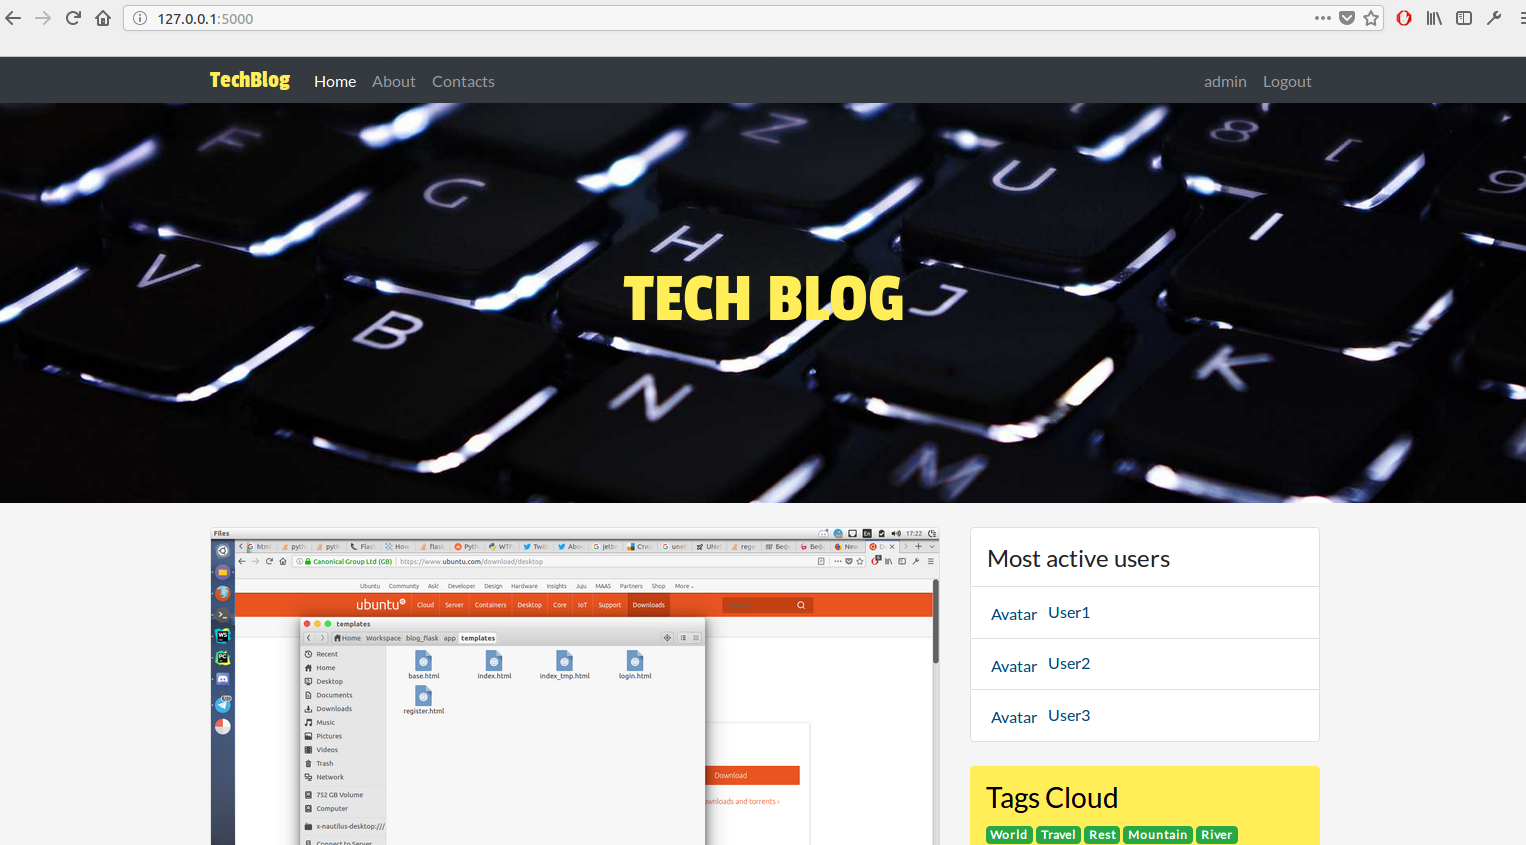 127.0.0.1:5000
TechBlog Home About Contacts admin Logout
F Z 8 [ 9
G U I
V H J
B K
N M
TECH BLOG
Files 17:22
Canonical Group Ltd (GB) https://www.ubuntu.com/download/desktop
Ubuntu Community Ask! Developer Design Hardware Insights Juju MAAS Partners Shop More
ubuntu Cloud Server Containers Desktop Core IoT Support Downloads
templates
Home Workspace blog_flask app templates
Recent
Home
Desktop
Documents
Downloads
Music
Pictures
Videos
Trash
Network
752 GB Volume
Computer
x-nautilus-desktop:///
Connect to Server
base.html index.html index_tmp.html login.html
register.html
Download
ownloads and torrents ›
Most active users
Avatar User1
Avatar User2
Avatar User3
Tags Cloud
World Travel Rest Mountain River